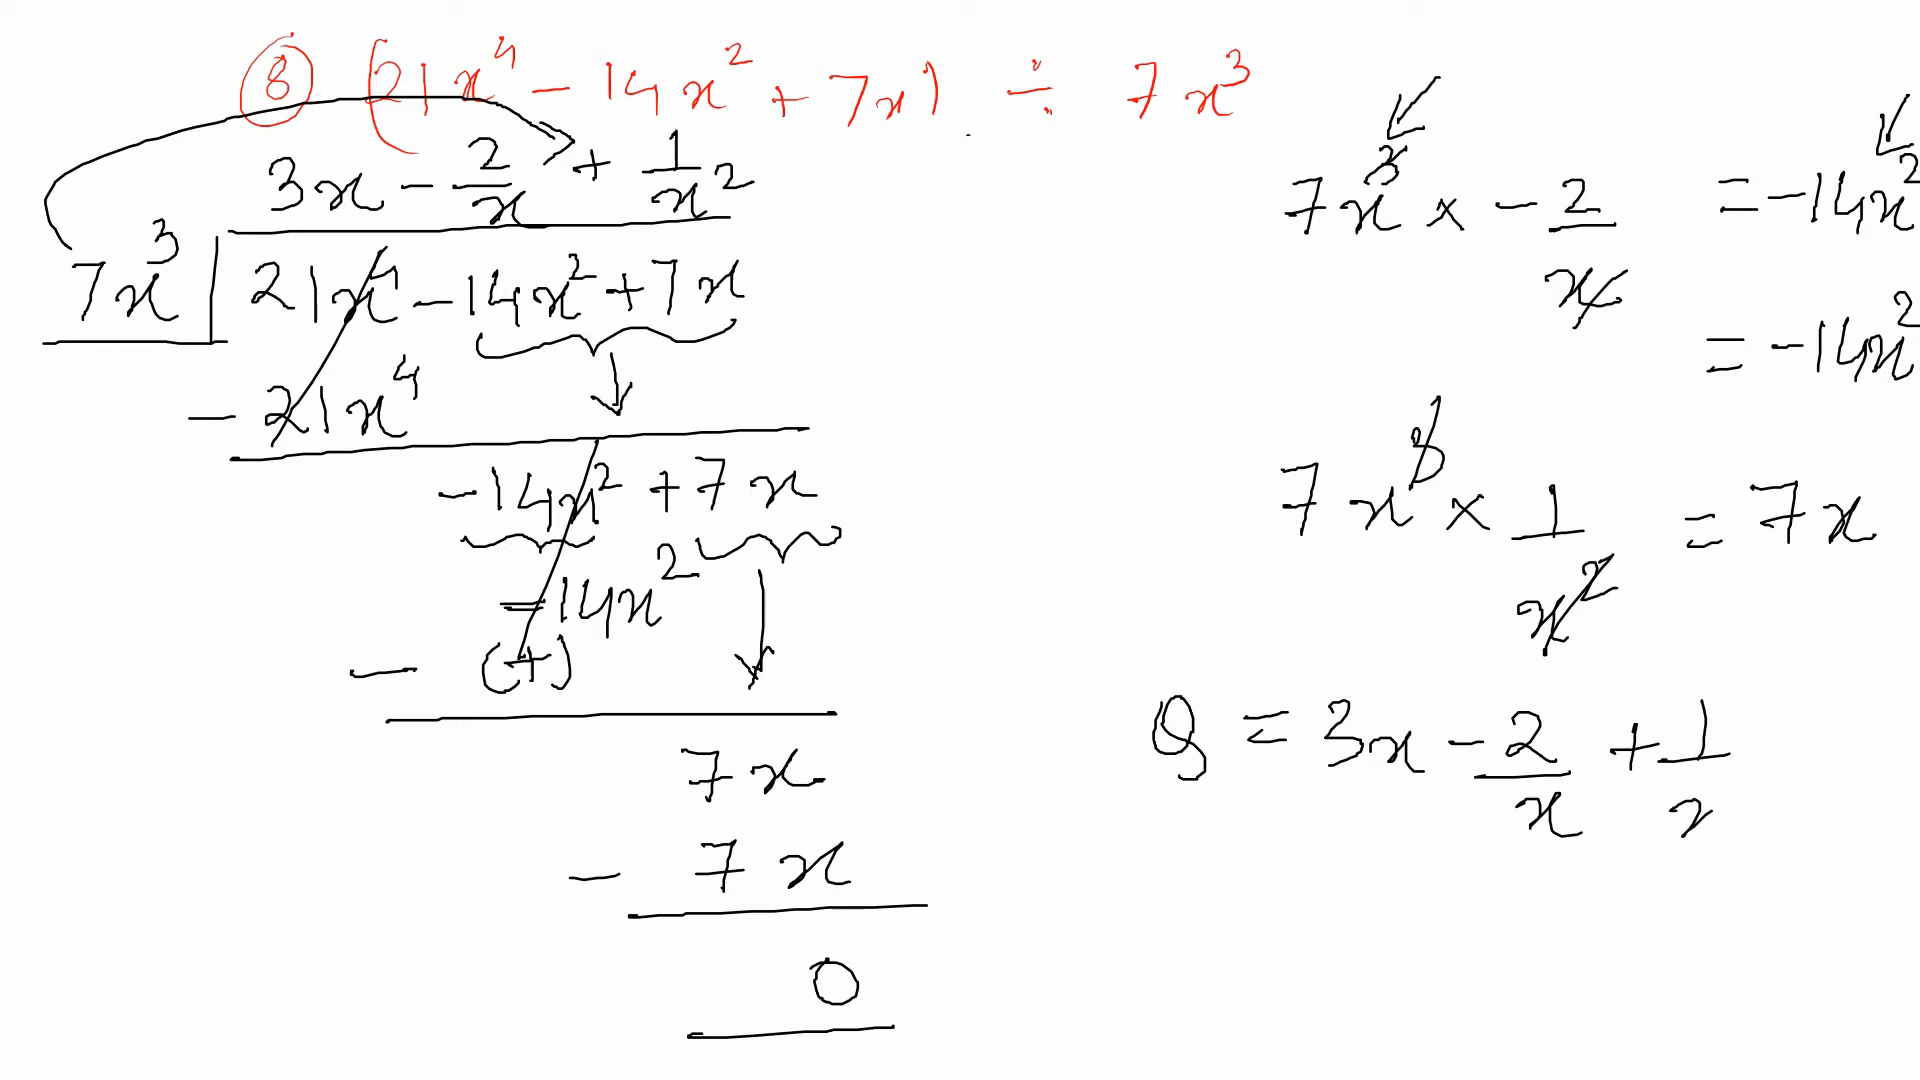 ⑧ (21x⁴ - 14x² + 7x) ÷ 7x³
3x - 2/x + 1/x²
7x³ | 21x⁴ - 14x² + 7x
- 21x⁴
-14x² + 7x
-14x²
- (+)
7x
- 7x
0
7x³ × - 2/x = -14x²
= -14x²
7x³ × 1/x² = 7x
Q = 3x - 2/x + 1/x